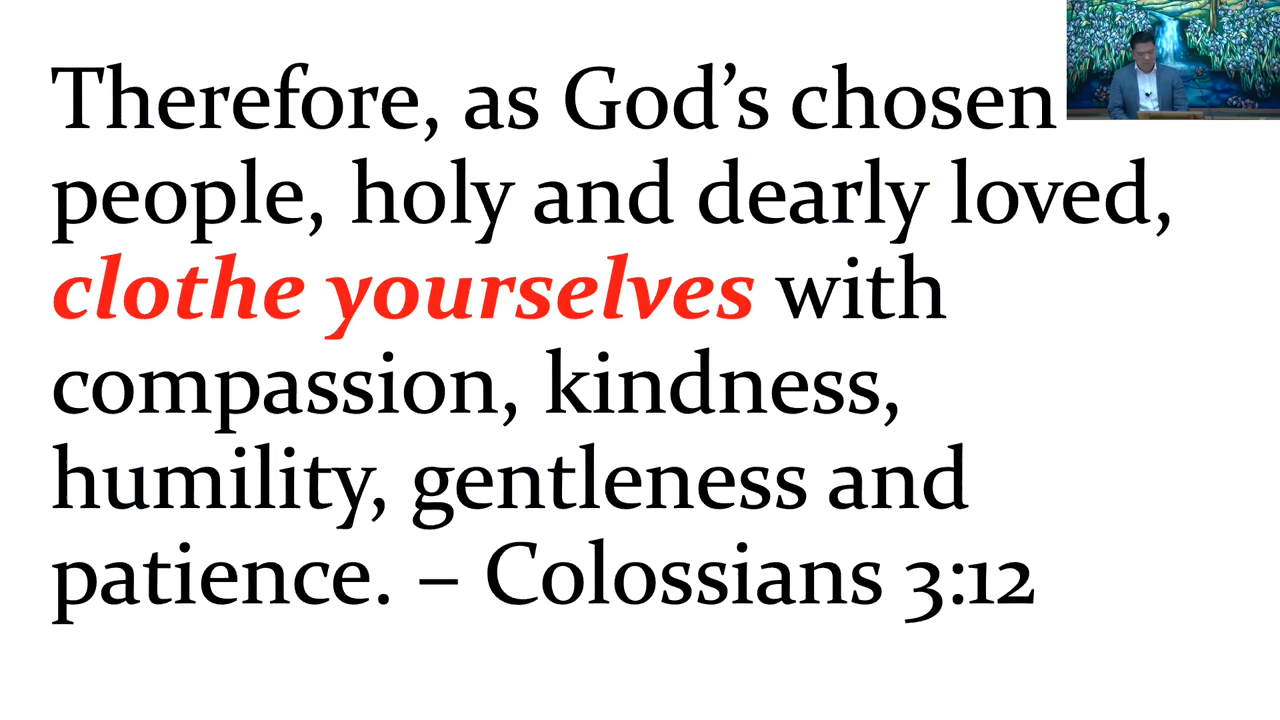 Therefore, as God’s chosen
people, holy and dearly loved,
clothe yourselves with
compassion, kindness,
humility, gentleness and
patience. – Colossians 3:12